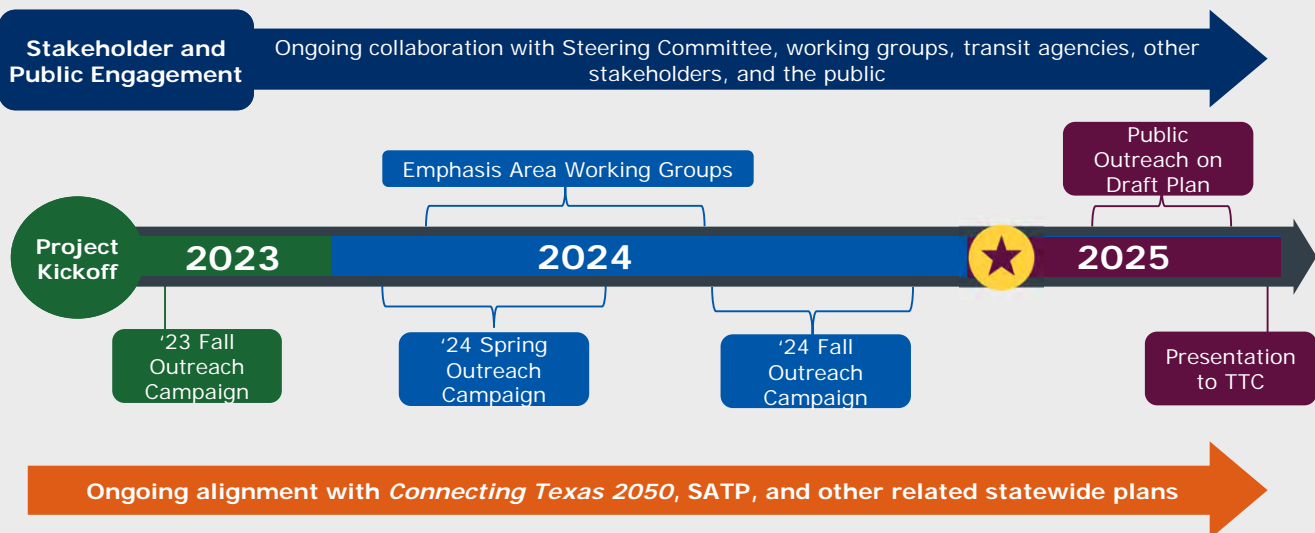 Stakeholder and
Public Engagement
Ongoing collaboration with Steering Committee, working groups, transit agencies, other
stakeholders, and the public
Emphasis Area Working Groups
Public
Outreach on
Draft Plan
Project
Kickoff
2023
2024
2025
‘23 Fall
Outreach
Campaign
‘24 Spring
Outreach
Campaign
‘24 Fall
Outreach
Campaign
Presentation
to TTC
Ongoing alignment with Connecting Texas 2050, SATP, and other related statewide plans